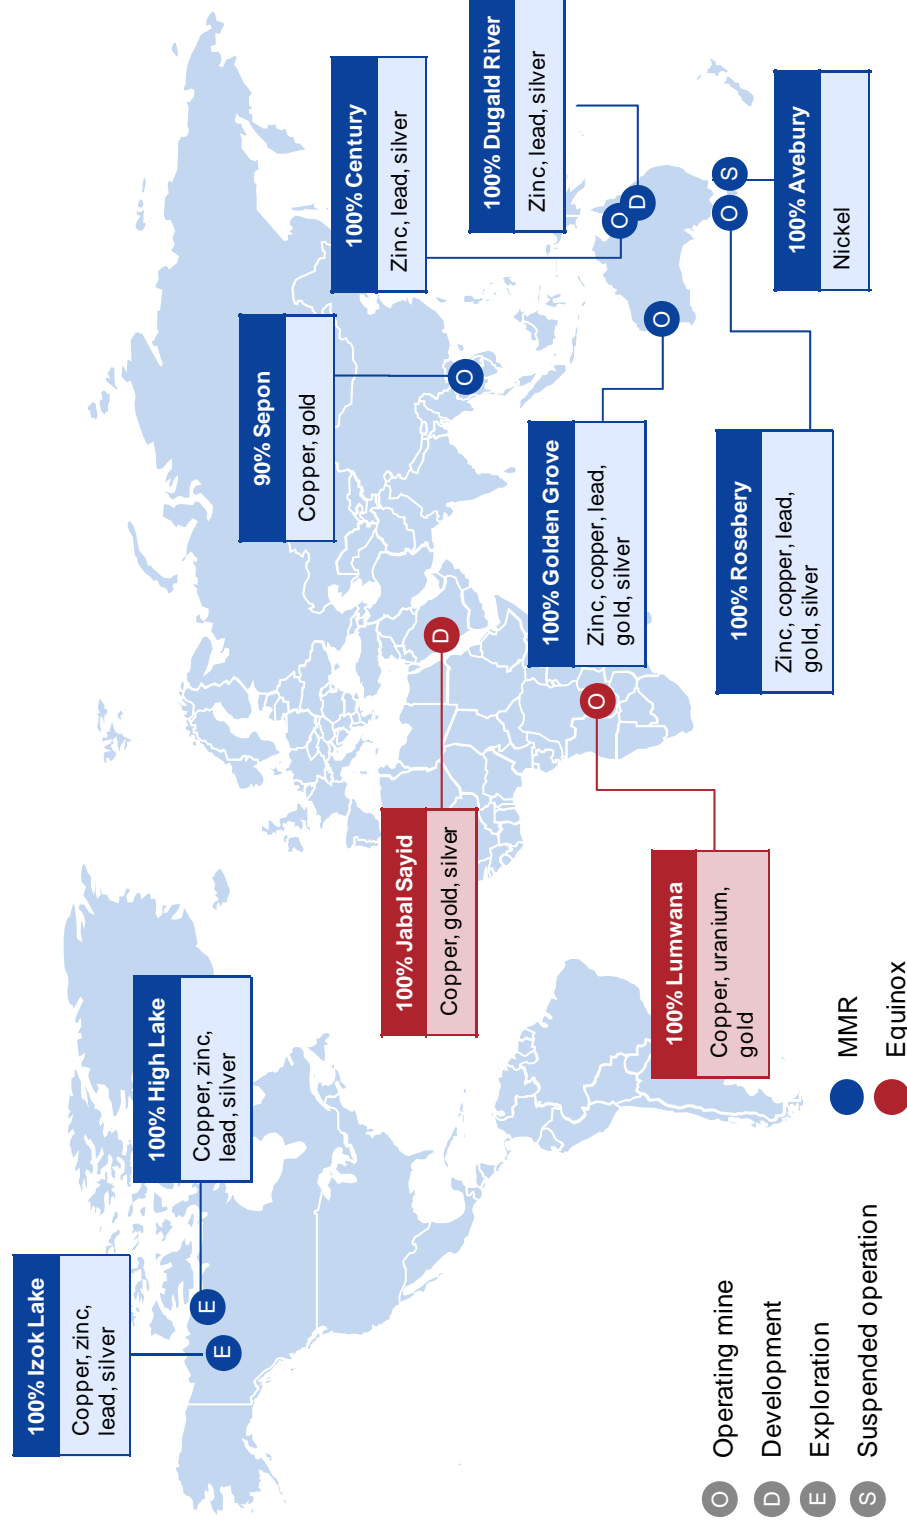 100% Izok Lake
Copper, zinc,
lead, silver
100% High Lake
Copper, zinc,
lead, silver
E
E
100% Jabal Sayid
Copper, gold, silver
D
100% Lumwana
Copper, uranium,
gold
O
90% Sepon
Copper, gold
O
100% Century
Zinc, lead, silver
O
100% Dugald River
Zinc, lead, silver
D
100% Golden Grove
Zinc, copper, lead,
gold, silver
O
100% Rosebery
Zinc, copper, lead,
gold, silver
O
100% Avebury
Nickel
S
O Operating mine
D Development
E Exploration
S Suspended operation
MMR
Equinox